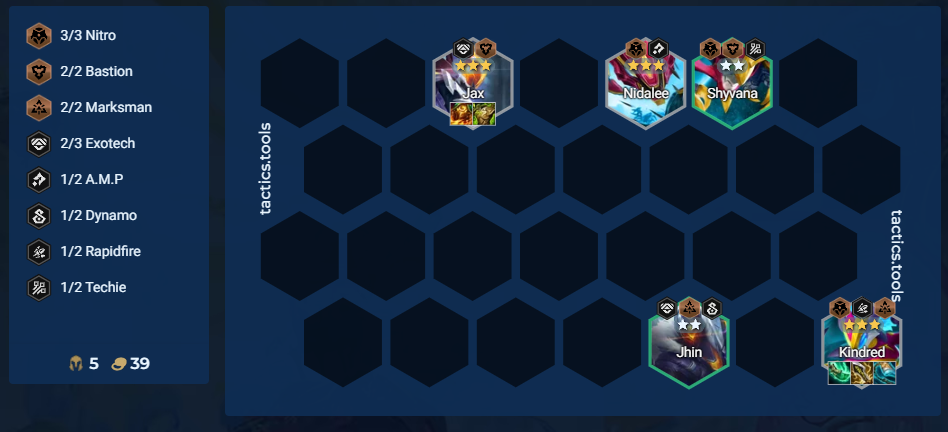 3/3 Nitro
2/2 Bastion
2/2 Marksman
2/3 Exotech
1/2 A.M.P
1/2 Dynamo
1/2 Rapidfire
1/2 Techie
5 39
tactics.tools
Jax
Nidalee
Shyvana
tactics.tools
Jhin
Kindred